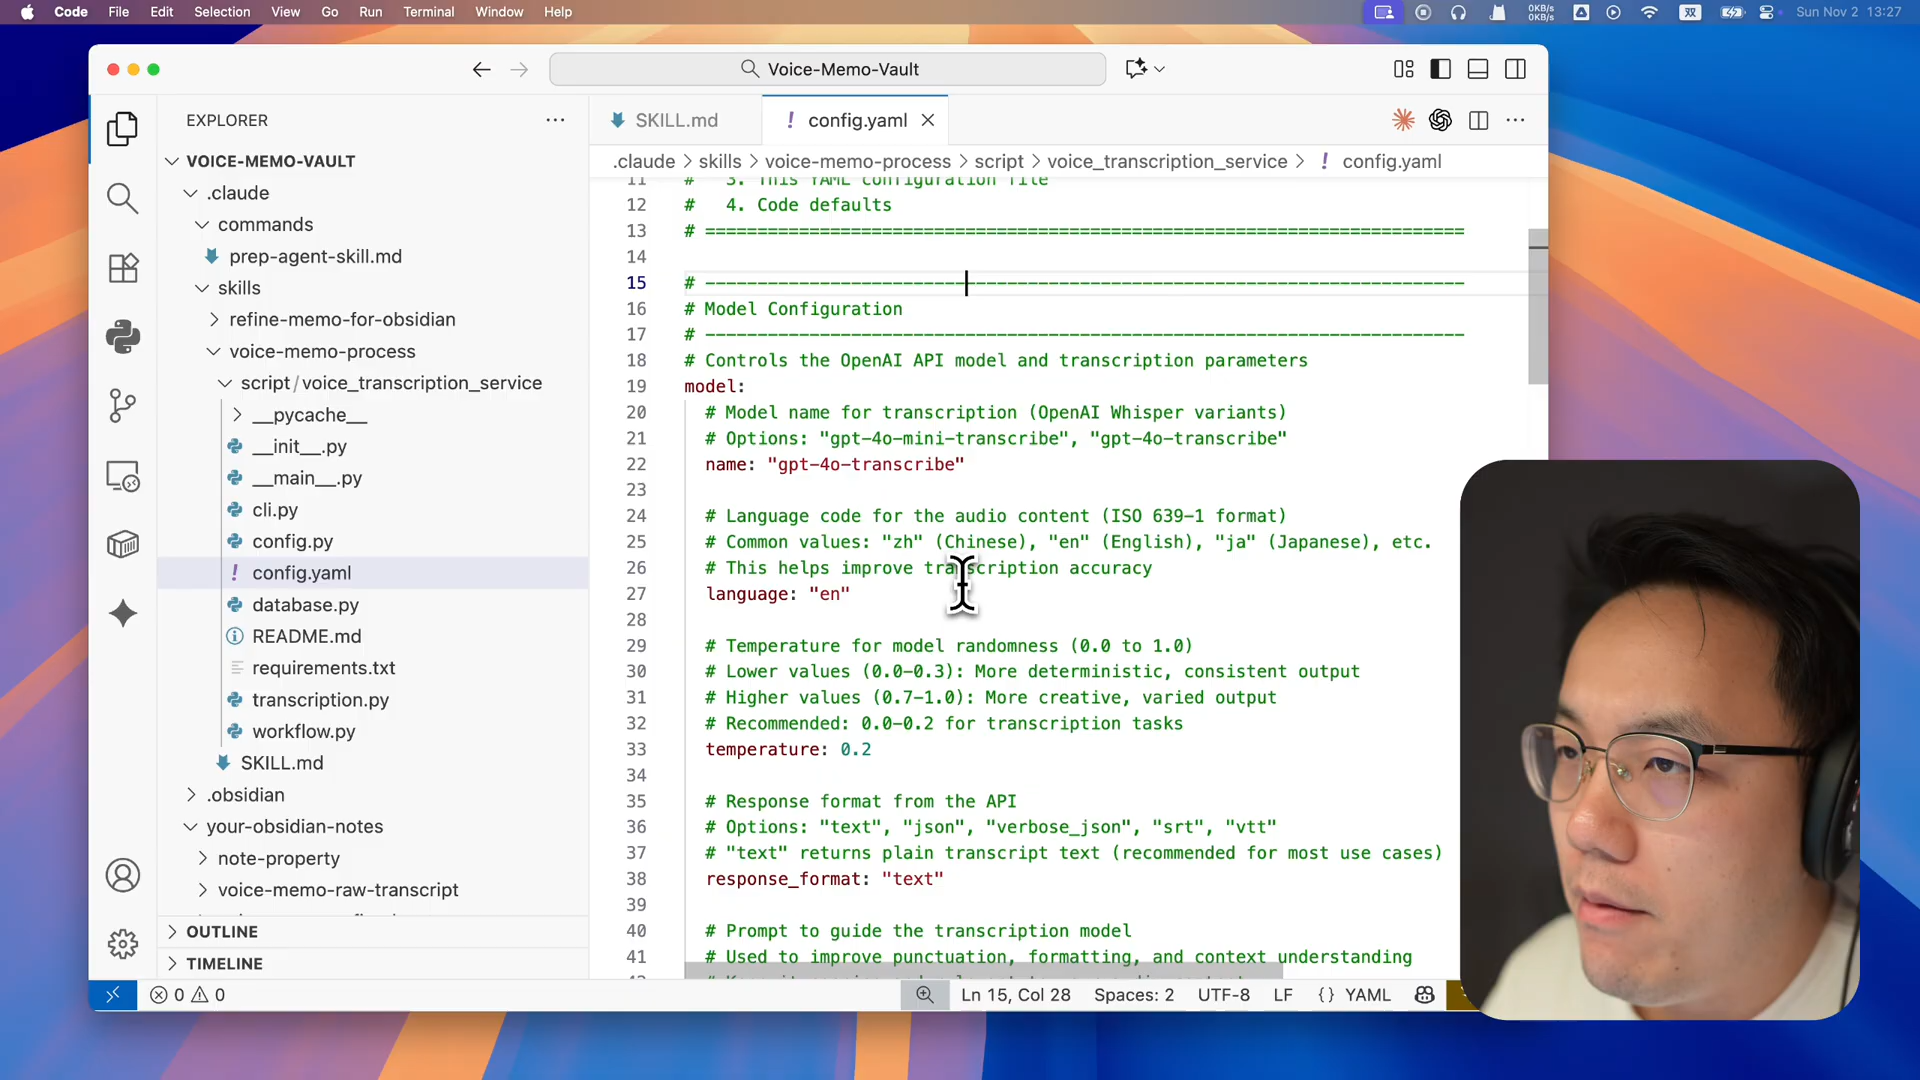 Code File Edit Selection View Go Run Terminal Window Help
0KB/s
0KB/s
双
Sun Nov 2 13:27
Voice-Memo-Vault
EXPLORER
VOICE-MEMO-VAULT
.claude
commands
prep-agent-skill.md
skills
refine-memo-for-obsidian
voice-memo-process
script/voice_transcription_service
__pycache__
__init__.py
__main__.py
cli.py
config.py
config.yaml
database.py
README.md
requirements.txt
transcription.py
workflow.py
SKILL.md
.obsidian
your-obsidian-notes
note-property
voice-memo-raw-transcript
OUTLINE
TIMELINE
SKILL.md
config.yaml
.claude > skills > voice-memo-process > script > voice_transcription_service > ! config.yaml
11 # 3. This YAML configuration file
12 # 4. Code defaults
13 # =========================================================================
14
15 # -------------------------------------------------------------------------
16 # Model Configuration
17 # -------------------------------------------------------------------------
18 # Controls the OpenAI API model and transcription parameters
19 model:
20 # Model name for transcription (OpenAI Whisper variants)
21 # Options: "gpt-4o-mini-transcribe", "gpt-4o-transcribe"
22 name: "gpt-4o-transcribe"
23
24 # Language code for the audio content (ISO 639-1 format)
25 # Common values: "zh" (Chinese), "en" (English), "ja" (Japanese), etc.
26 # This helps improve transcription accuracy
27 language: "en"
28
29 # Temperature for model randomness (0.0 to 1.0)
30 # Lower values (0.0-0.3): More deterministic, consistent output
31 # Higher values (0.7-1.0): More creative, varied output
32 # Recommended: 0.0-0.2 for transcription tasks
33 temperature: 0.2
34
35 # Response format from the API
36 # Options: "text", "json", "verbose_json", "srt", "vtt"
37 # "text" returns plain transcript text (recommended for most use cases)
38 response_format: "text"
39
40 # Prompt to guide the transcription model
41 # Used to improve punctuation, formatting, and context understanding
0 0
Ln 15, Col 28 Spaces: 2 UTF-8 LF {} YAML